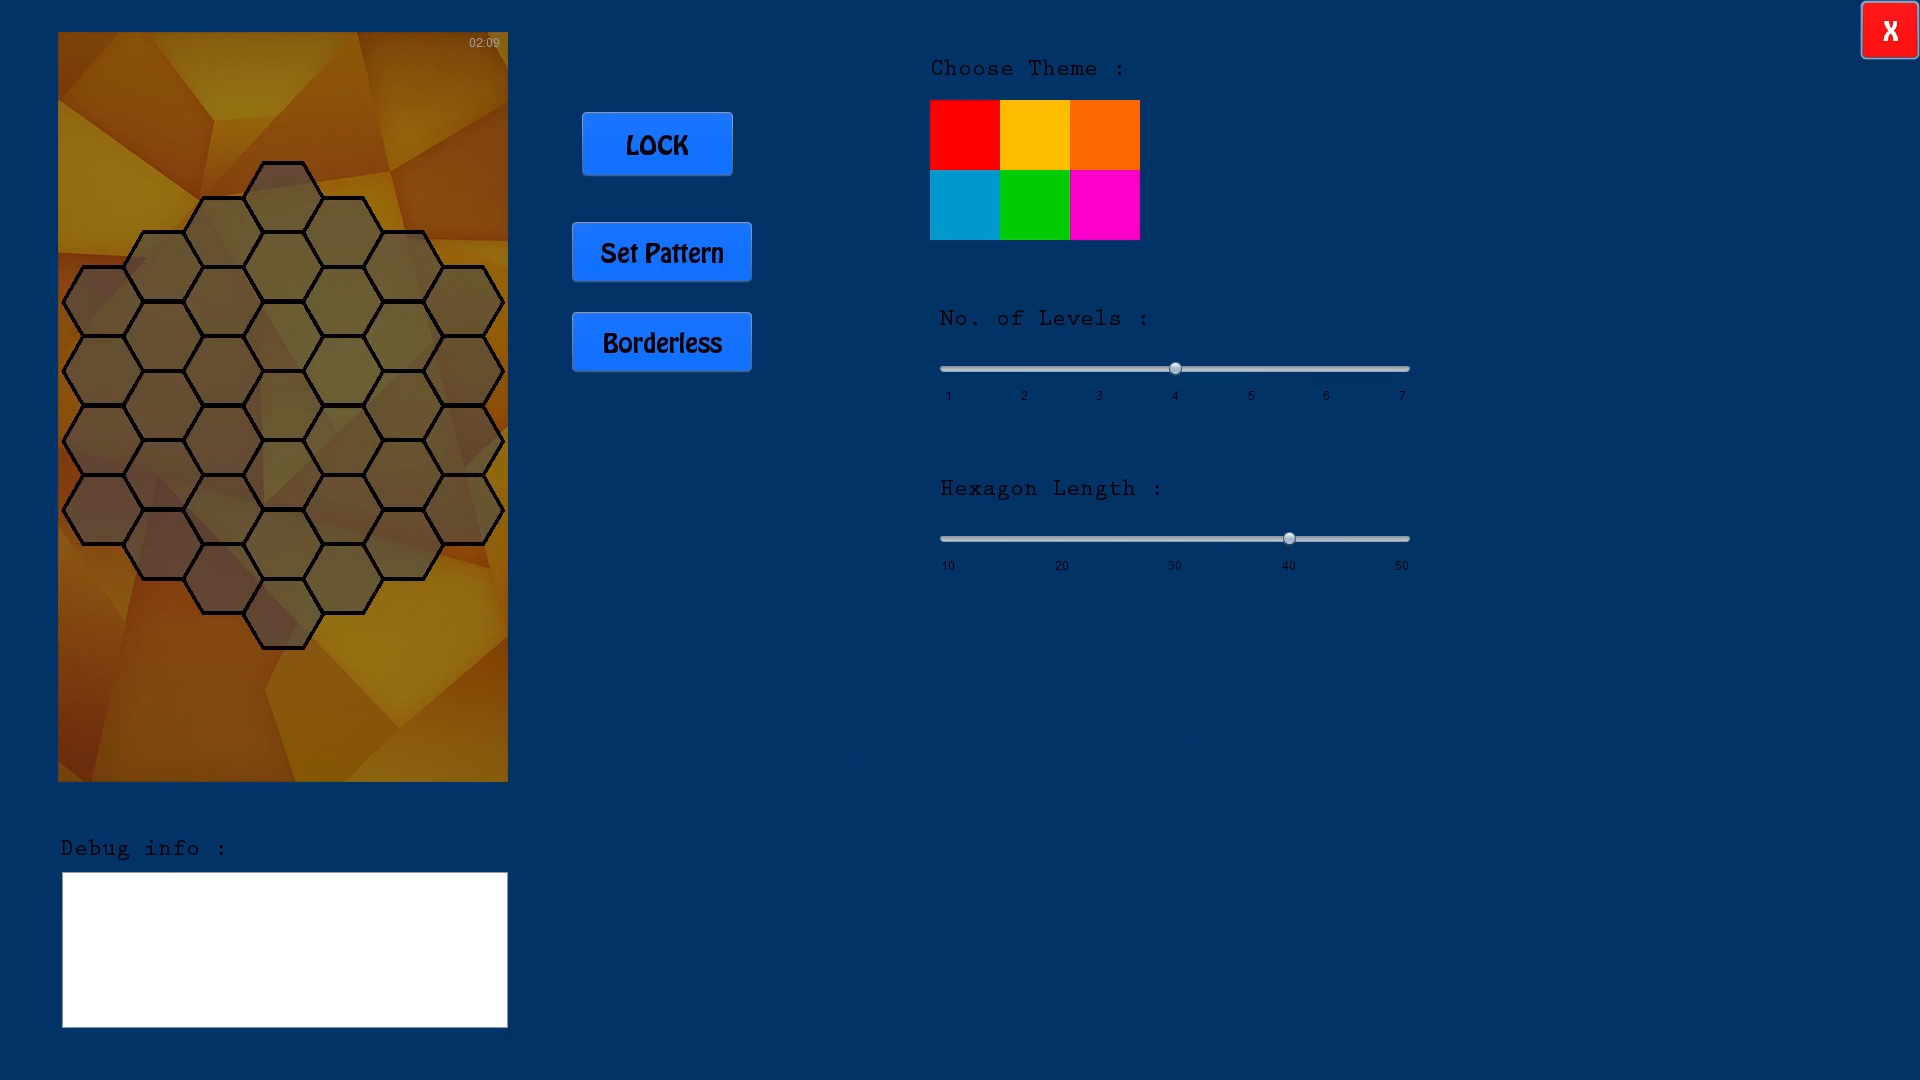 02:09
X
Choose Theme :
LOCK
Set Pattern
No. of Levels :
Borderless
1 2 3 4 5 6 7
Hexagon Length :
10 20 30 40 50
Debug info :